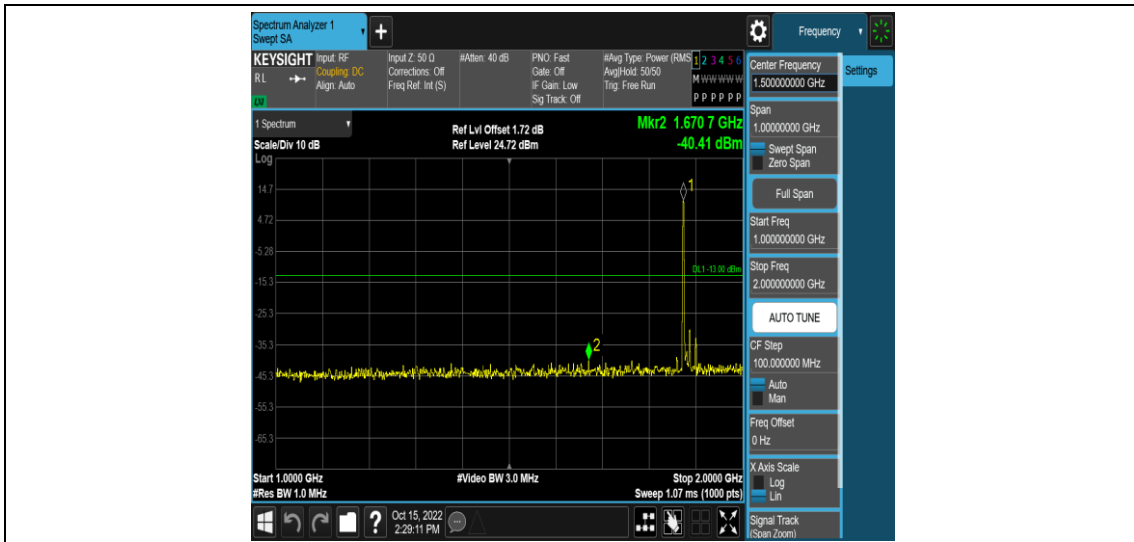 Spectrum Analyzer 1
Swept SA
+
Frequency
KEYSIGHT
RL
Input: RF
Coupling: DC
Align: Auto
Input Z: 50 Ω
Corrections: Off
Freq Ref: Int (S)
#Atten: 40 dB
PNO: Fast
Gate: Off
IF Gain: Low
Sig Track: Off
#Avg Type: Power (RMS
Avg|Hold: 50/50
Trig: Free Run
1 2 3 4 5 6
M W W W W W
P P P P P P
1 Spectrum
Scale/Div 10 dB
Log
Ref Lvl Offset 1.72 dB
Ref Level 24.72 dBm
Mkr2 1.670 7 GHz
-40.41 dBm
14.7
4.72
-5.28
-15.3
-25.3
-35.3
-45.3
-55.3
-65.3
1
DL1 -13.00 dBm
2
Start 1.0000 GHz
#Res BW 1.0 MHz
#Video BW 3.0 MHz
Stop 2.0000 GHz
Sweep 1.07 ms (1000 pts)
Center Frequency
1.500000000 GHz
Settings
Span
1.00000000 GHz
Swept Span
Zero Span
Full Span
Start Freq
1.000000000 GHz
Stop Freq
2.000000000 GHz
AUTO TUNE
CF Step
100.000000 MHz
Auto
Man
Freq Offset
0 Hz
X Axis Scale
Log
Lin
Signal Track
(Span Zoom)
?
Oct 15, 2022
2:29:11 PM